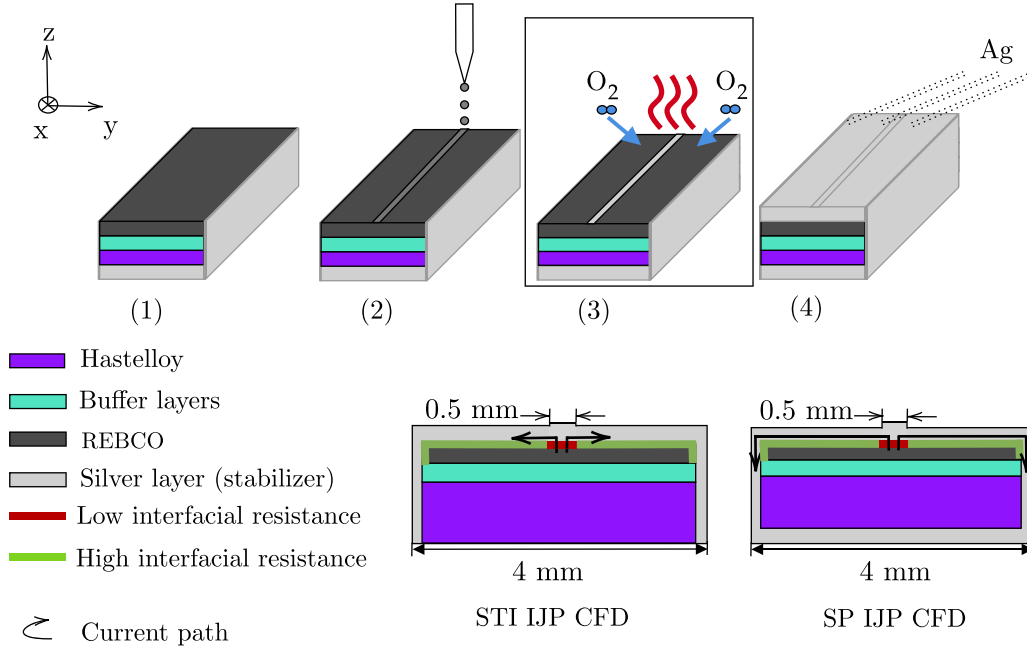 z
x
y
O2
O2
Ag
(1)
(2)
(3)
(4)
Hastelloy
Buffer layers
REBCO
Silver layer (stabilizer)
Low interfacial resistance
High interfacial resistance
Current path
0.5 mm
4 mm
STI IJP CFD
0.5 mm
4 mm
SP IJP CFD